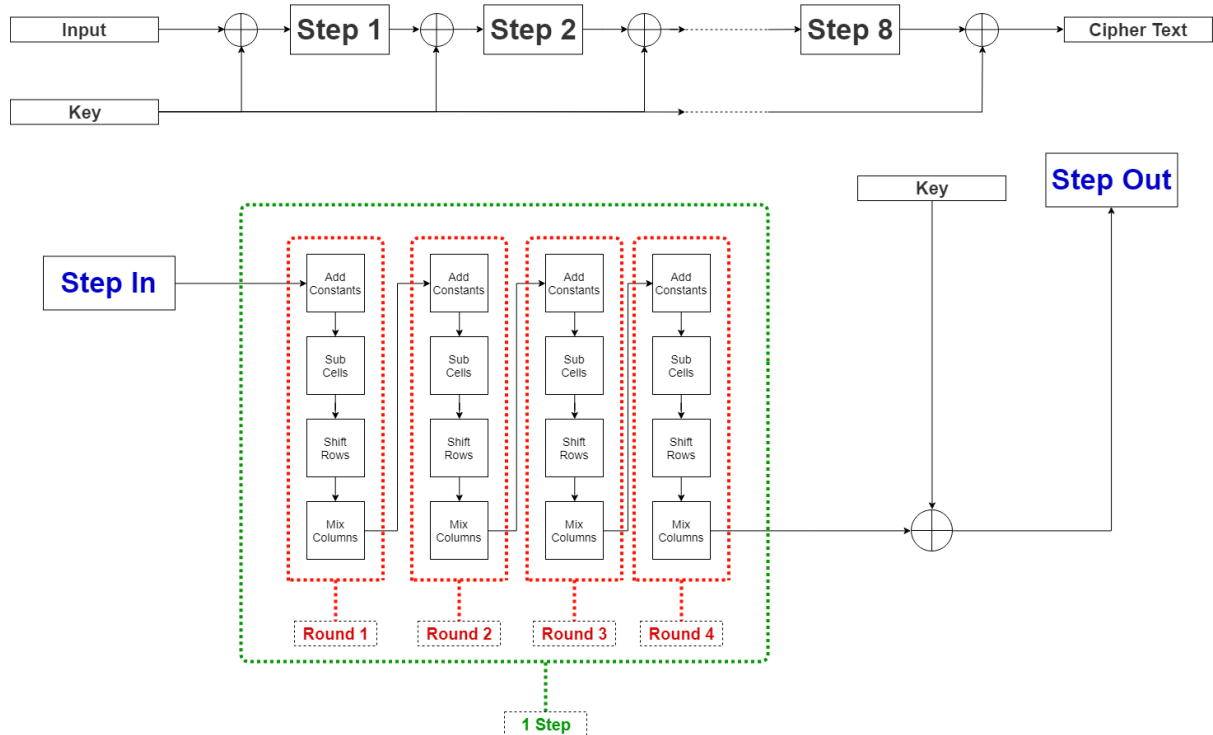 Input
Step 1
Step 2
Step 8
Cipher Text
Key
Key
Step Out
Step In
Add
Constants
Add
Constants
Add
Constants
Add
Constants
Sub
Cells
Sub
Cells
Sub
Cells
Sub
Cells
Shift
Rows
Shift
Rows
Shift
Rows
Shift
Rows
Mix
Columns
Mix
Columns
Mix
Columns
Mix
Columns
Round 1
Round 2
Round 3
Round 4
1 Step